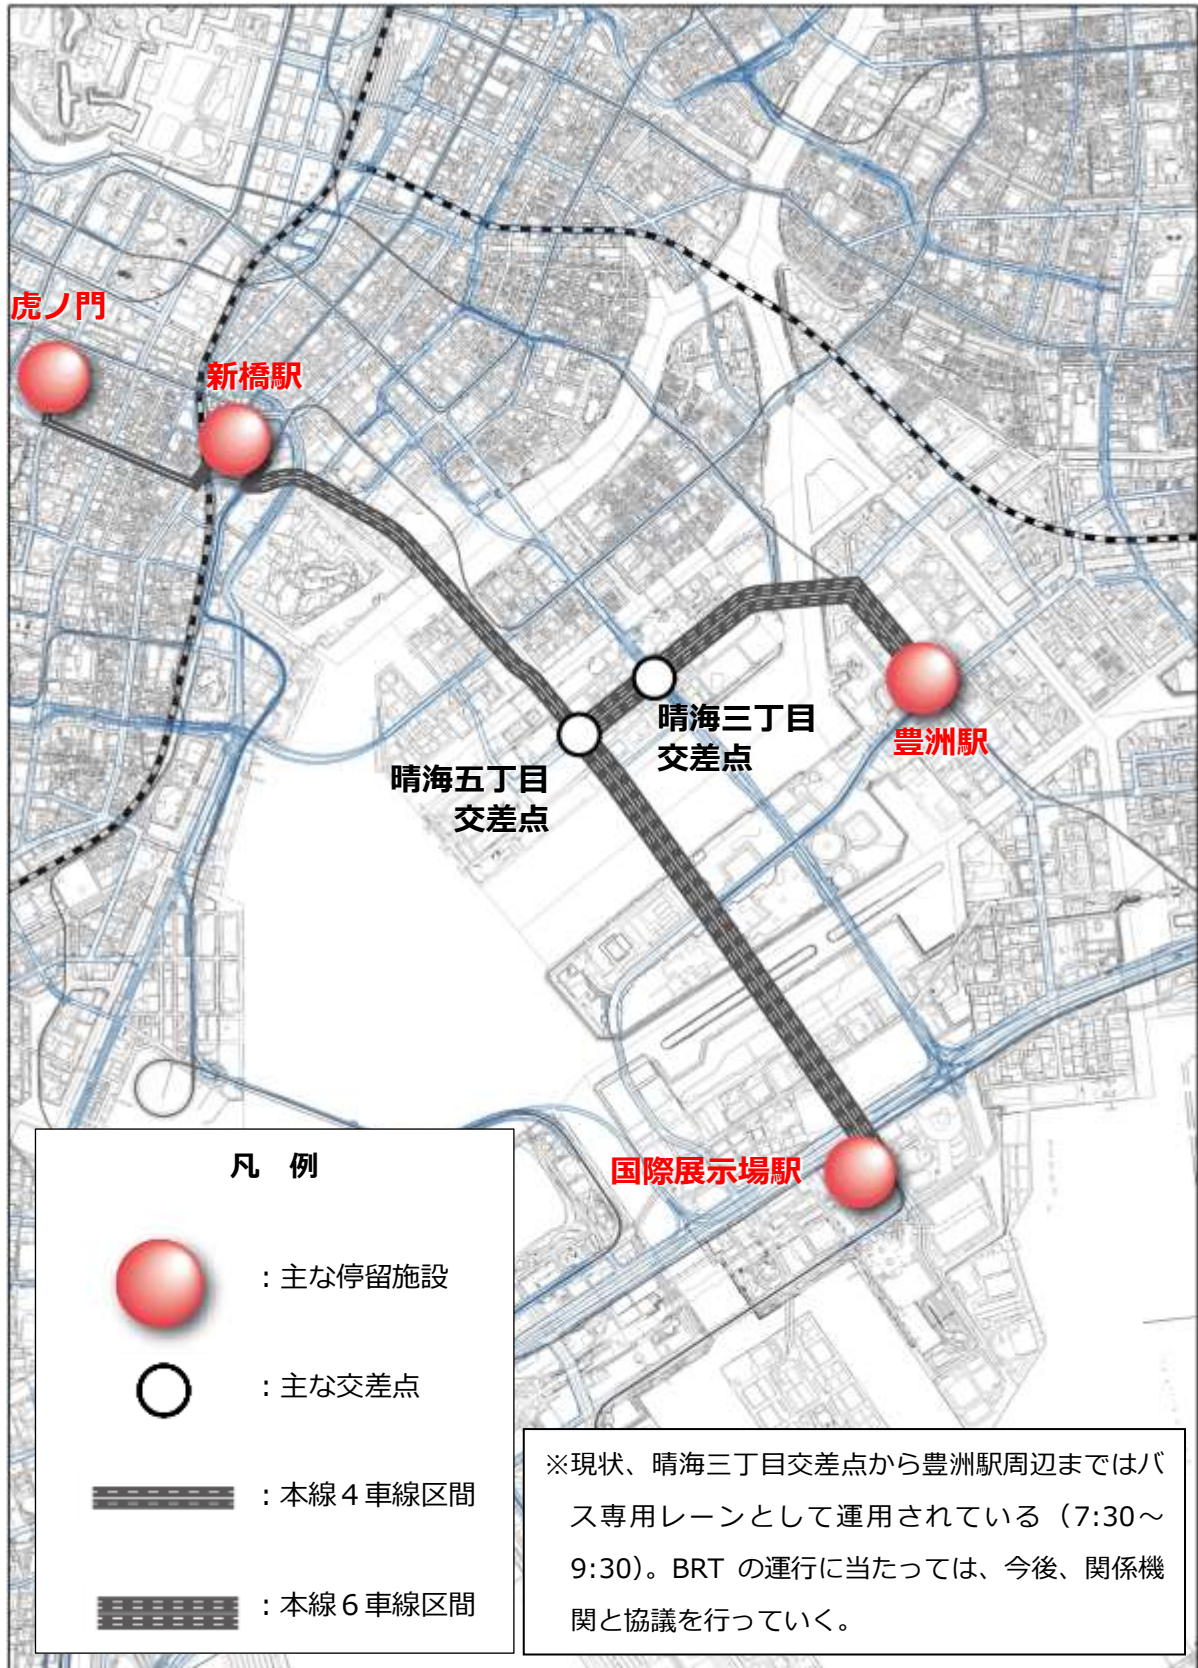 虎ノ門
新橋駅
晴海三丁目
交差点
豊洲駅
晴海五丁目
交差点
国際展示場駅
凡　例
：主な停留施設
：主な交差点
：本線４車線区間
：本線６車線区間
※現状、晴海三丁目交差点から豊洲駅周辺まではバ
ス専用レーンとして運用されている（7:30～
9:30）。BRT の運行に当たっては、今後、関係機
関と協議を行っていく。